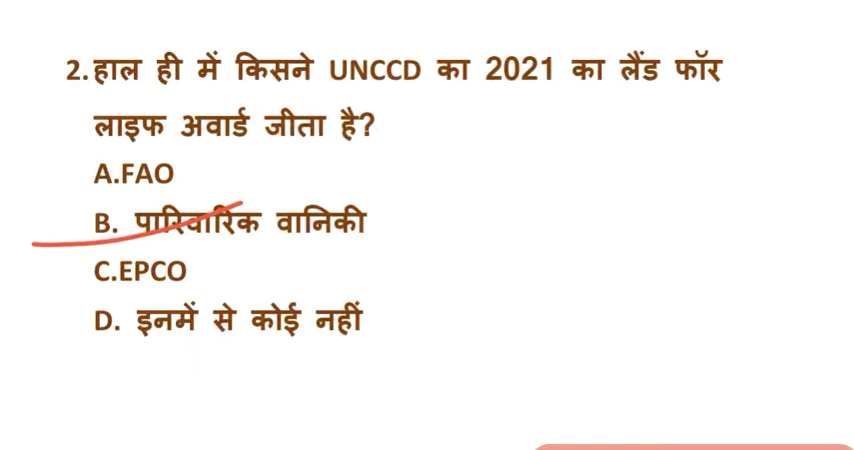 2. हाल ही में किसने UNCCD का 2021 का लैंड फॉर
लाइफ अवार्ड जीता है?
A.FAO
B. पारिवारिक वानिकी
C.EPCO
D. इनमें से कोई नहीं